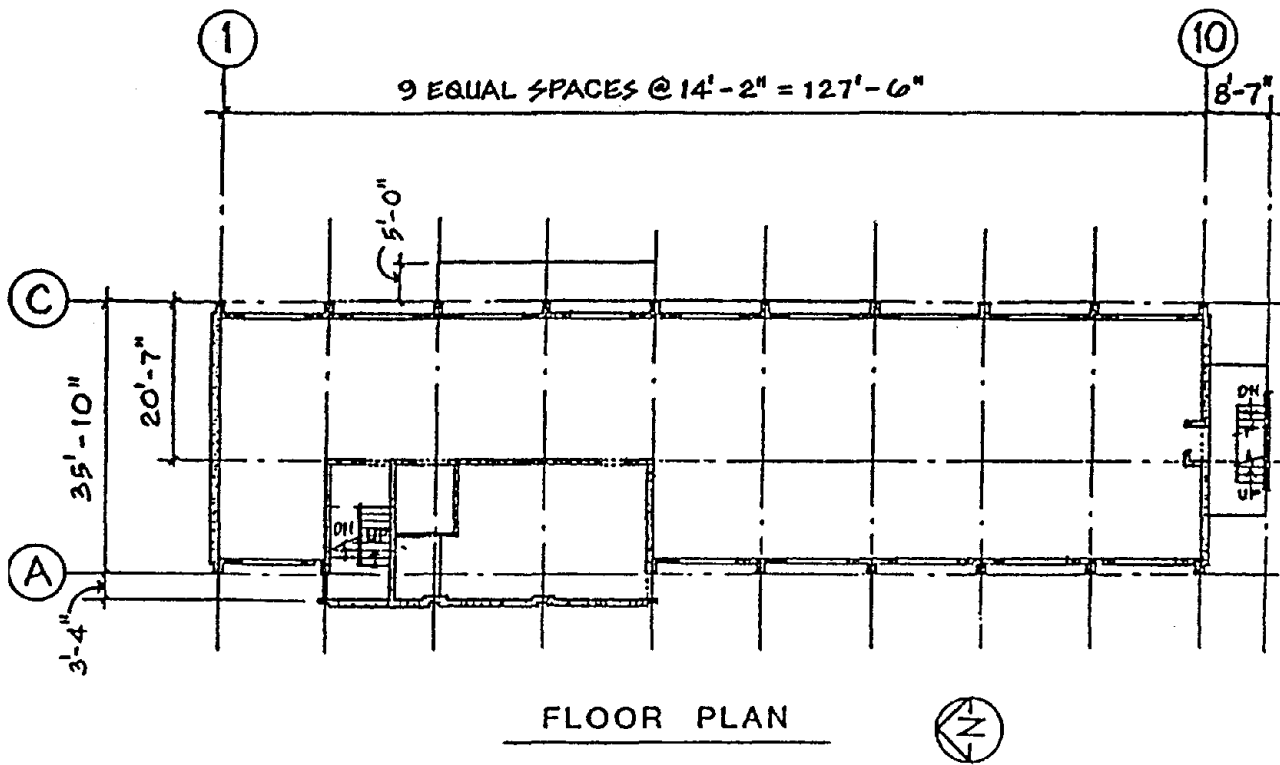 1
10
9 EQUAL SPACES @ 14'-2" = 127'-6"
8'-7"
5'-0"
C
20'-7"
35'-10"
A
3'-4"
DN
UP
DN
UP
FLOOR PLAN
N